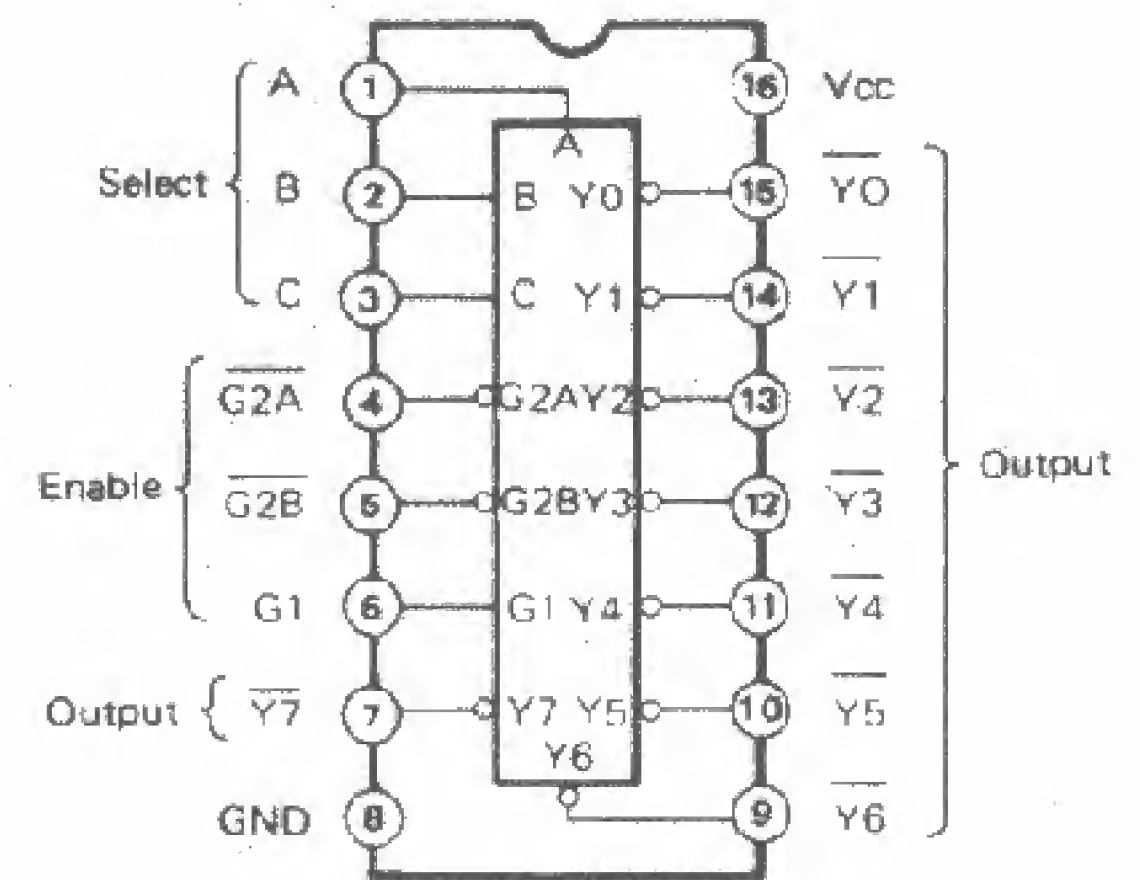 A 1 A 16 Vcc
Select B 2 B Y0 15 Y0
C 3 C Y1 14 Y1
G2A 4 G2A Y2 13 Y2
Enable G2B 5 G2B Y3 12 Y3 Output
G1 6 G1 Y4 11 Y4
Output Y7 7 Y7 Y5 10 Y5
Y6
GND 8 9 Y6